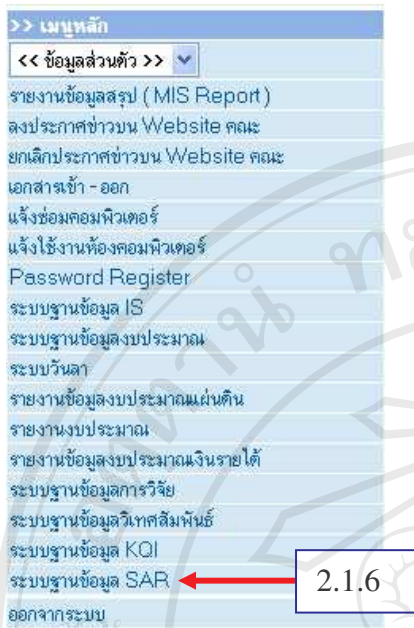 >> เมนูหลัก
<< ข้อมูลส่วนตัว >>
รายงานข้อมูลสรุป ( MIS Report )
ลงประกาศข่าวบน Website คณะ
ยกเลิกประกาศข่าวบน Website คณะ
เอกสารเข้า - ออก
แจ้งซ่อมคอมพิวเตอร์
แจ้งใช้งานห้องคอมพิวเตอร์
Password Register
ระบบฐานข้อมูล IS
ระบบฐานข้อมูลงบประมาณ
ระบบวันลา
รายงานข้อมูลงบประมาณแผ่นดิน
รายงานงบประมาณ
รายงานข้อมูลงบประมาณเงินรายได้
ระบบฐานข้อมูลการวิจัย
ระบบฐานข้อมูลวิเทศสัมพันธ์
ระบบฐานข้อมูล KQI
ระบบฐานข้อมูล SAR
2.1.6
ออกจากระบบ